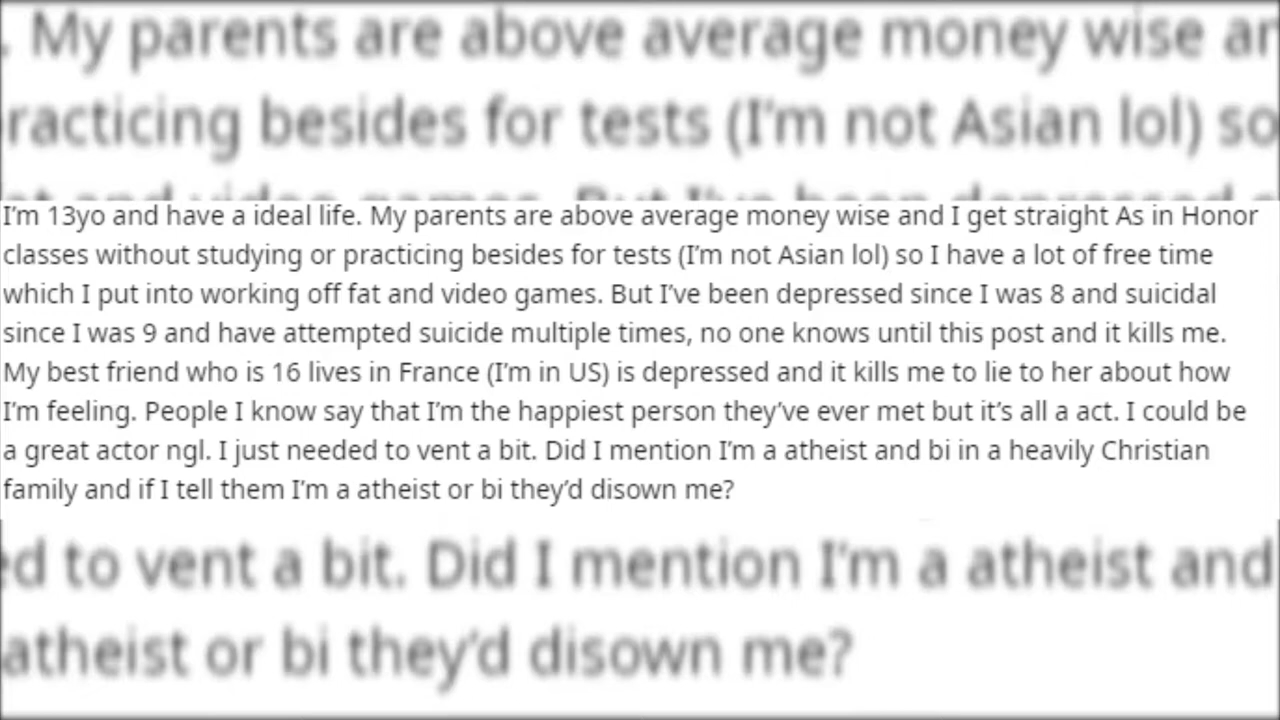 . My parents are above average money wise an
racticing besides for tests (I'm not Asian lol) so
I'm 13yo and have a ideal life. My parents are above average money wise and I get straight As in Honor
classes without studying or practicing besides for tests (I'm not Asian lol) so I have a lot of free time
which I put into working off fat and video games. But I've been depressed since I was 8 and suicidal
since I was 9 and have attempted suicide multiple times, no one knows until this post and it kills me.
My best friend who is 16 lives in France (I'm in US) is depressed and it kills me to lie to her about how
I'm feeling. People I know say that I'm the happiest person they've ever met but it's all a act. I could be
a great actor ngl. I just needed to vent a bit. Did I mention I'm a atheist and bi in a heavily Christian
family and if I tell them I'm a atheist or bi they'd disown me?
ed to vent a bit. Did I mention I'm a atheist and
atheist or bi they'd disown me?